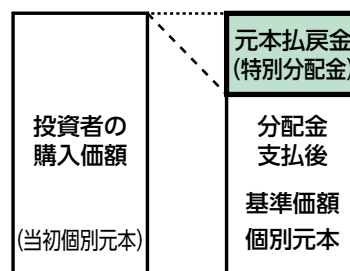 投資者の
購入価額
(当初個別元本)
元本払戻金
(特別分配金)
分配金
支払後
基準価額
個別元本